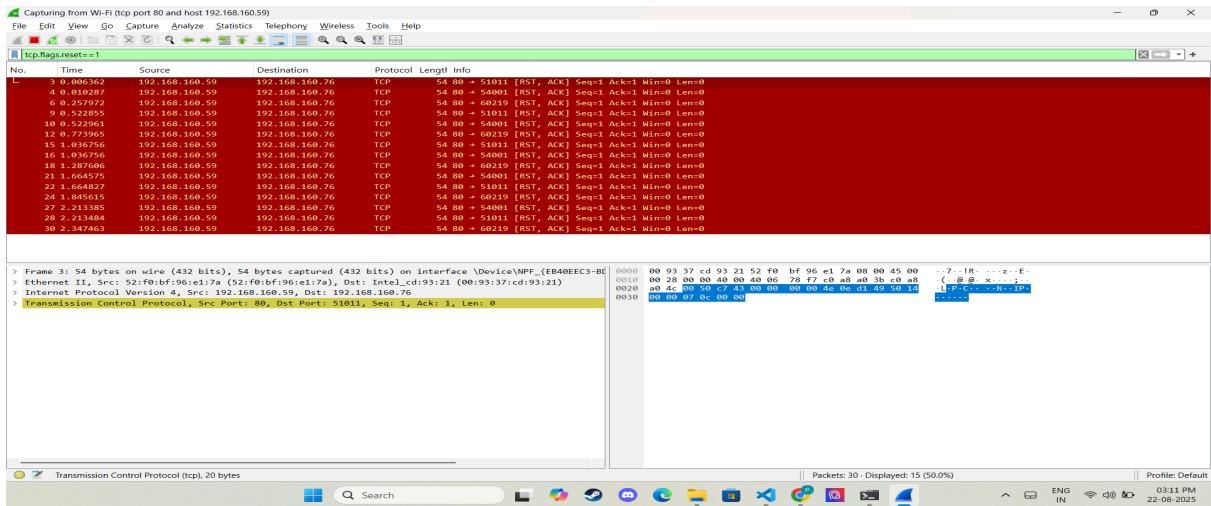 Capturing from Wi-Fi (tcp port 80 and host 192.168.160.59)
File Edit View Go Capture Analyze Statistics Telephony Wireless Tools Help
tcp.flags.reset==1
No. Time Source Destination Protocol Lengtl Info
3 0.006362 192.168.160.59 192.168.160.76 TCP 54 80 → 51011 [RST, ACK] Seq=1 Ack=1 Win=0 Len=0
4 0.010287 192.168.160.59 192.168.160.76 TCP 54 80 → 54001 [RST, ACK] Seq=1 Ack=1 Win=0 Len=0
6 0.257972 192.168.160.59 192.168.160.76 TCP 54 80 → 60219 [RST, ACK] Seq=1 Ack=1 Win=0 Len=0
9 0.522855 192.168.160.59 192.168.160.76 TCP 54 80 → 51011 [RST, ACK] Seq=1 Ack=1 Win=0 Len=0
10 0.522961 192.168.160.59 192.168.160.76 TCP 54 80 → 54001 [RST, ACK] Seq=1 Ack=1 Win=0 Len=0
12 0.773965 192.168.160.59 192.168.160.76 TCP 54 80 → 60219 [RST, ACK] Seq=1 Ack=1 Win=0 Len=0
15 1.036756 192.168.160.59 192.168.160.76 TCP 54 80 → 51011 [RST, ACK] Seq=1 Ack=1 Win=0 Len=0
16 1.036756 192.168.160.59 192.168.160.76 TCP 54 80 → 54001 [RST, ACK] Seq=1 Ack=1 Win=0 Len=0
18 1.287606 192.168.160.59 192.168.160.76 TCP 54 80 → 60219 [RST, ACK] Seq=1 Ack=1 Win=0 Len=0
21 1.664575 192.168.160.59 192.168.160.76 TCP 54 80 → 54001 [RST, ACK] Seq=1 Ack=1 Win=0 Len=0
22 1.664827 192.168.160.59 192.168.160.76 TCP 54 80 → 51011 [RST, ACK] Seq=1 Ack=1 Win=0 Len=0
24 1.845615 192.168.160.59 192.168.160.76 TCP 54 80 → 60219 [RST, ACK] Seq=1 Ack=1 Win=0 Len=0
27 2.213385 192.168.160.59 192.168.160.76 TCP 54 80 → 54001 [RST, ACK] Seq=1 Ack=1 Win=0 Len=0
28 2.213484 192.168.160.59 192.168.160.76 TCP 54 80 → 51011 [RST, ACK] Seq=1 Ack=1 Win=0 Len=0
30 2.347463 192.168.160.59 192.168.160.76 TCP 54 80 → 60219 [RST, ACK] Seq=1 Ack=1 Win=0 Len=0
> Frame 3: 54 bytes on wire (432 bits), 54 bytes captured (432 bits) on interface \Device\NPF_{EB40EEC3-BD
> Ethernet II, Src: 52:f0:bf:96:e1:7a (52:f0:bf:96:e1:7a), Dst: Intel_cd:93:21 (00:93:37:cd:93:21)
> Internet Protocol Version 4, Src: 192.168.160.59, Dst: 192.168.160.76
> Transmission Control Protocol, Src Port: 80, Dst Port: 51011, Seq: 1, Ack: 1, Len: 0
0000 00 93 37 cd 93 21 52 f0 bf 96 e1 7a 08 00 45 00 ··7··!R· ···z··E·
0010 00 28 00 00 40 00 40 06 78 f7 c0 a8 a0 3b c0 a8 ·(··@·@· x····;··
0020 a0 4c 00 50 c7 43 00 00 00 00 4e 0e d1 49 50 14 ·L·P·C·· ··N··IP·
0030 00 00 07 0c 00 00 ······
Transmission Control Protocol (tcp), 20 bytes
Packets: 30 · Displayed: 15 (50.0%)
Profile: Default
Search
ENG
IN
03:11 PM
22-08-2025